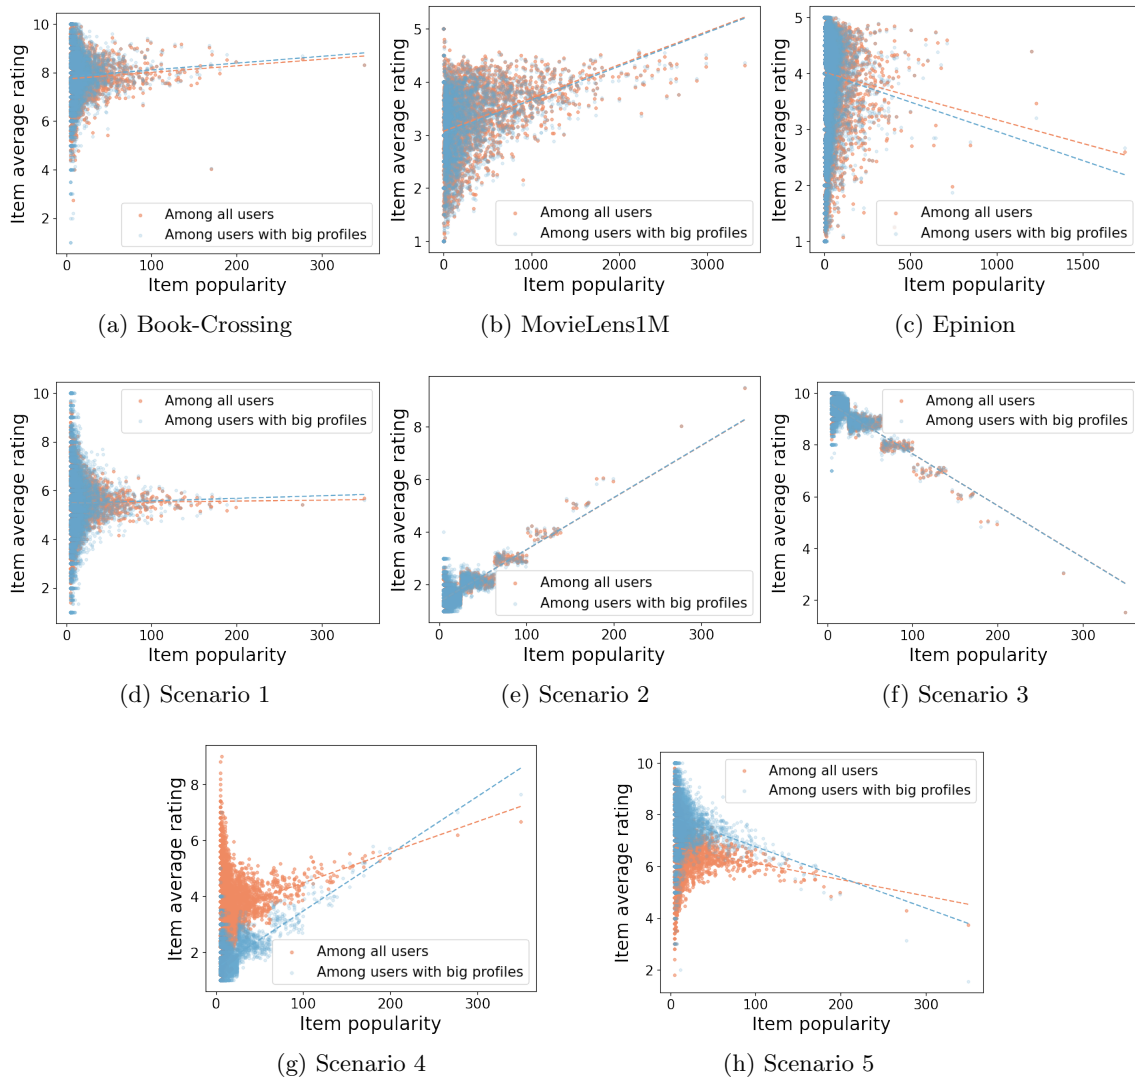 10
8
6
4
2
Item average rating
Among all users
Among users with big profiles
0 100 200 300
Item popularity
(a) Book-Crossing
5
4
3
2
1
Item average rating
Among all users
Among users with big profiles
0 1000 2000 3000
Item popularity
(b) MovieLens1M
5
4
3
2
1
Item average rating
Among all users
Among users with big profiles
0 500 1000 1500
Item popularity
(c) Epinion
10
8
6
4
2
Item average rating
Among all users
Among users with big profiles
0 100 200 300
Item popularity
(d) Scenario 1
8
6
4
2
Item average rating
Among all users
Among users with big profiles
0 100 200 300
Item popularity
(e) Scenario 2
10
8
6
4
2
Item average rating
Among all users
Among users with big profiles
0 100 200 300
Item popularity
(f) Scenario 3
8
6
4
2
Item average rating
Among all users
Among users with big profiles
0 100 200 300
Item popularity
(g) Scenario 4
10
8
6
4
2
Item average rating
Among all users
Among users with big profiles
0 100 200 300
Item popularity
(h) Scenario 5